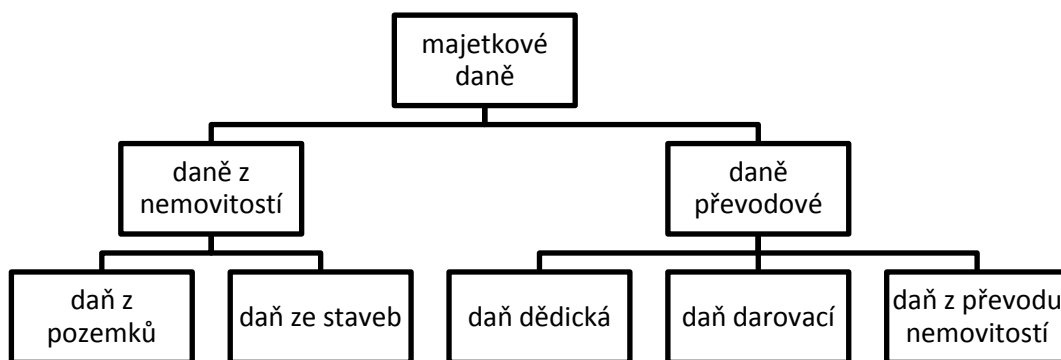 majetkové
daně
daně z
nemovitostí
daně
převodové
daň z
pozemků
daň ze staveb
daň dědická
daň darovací
daň z převodu
nemovitostí